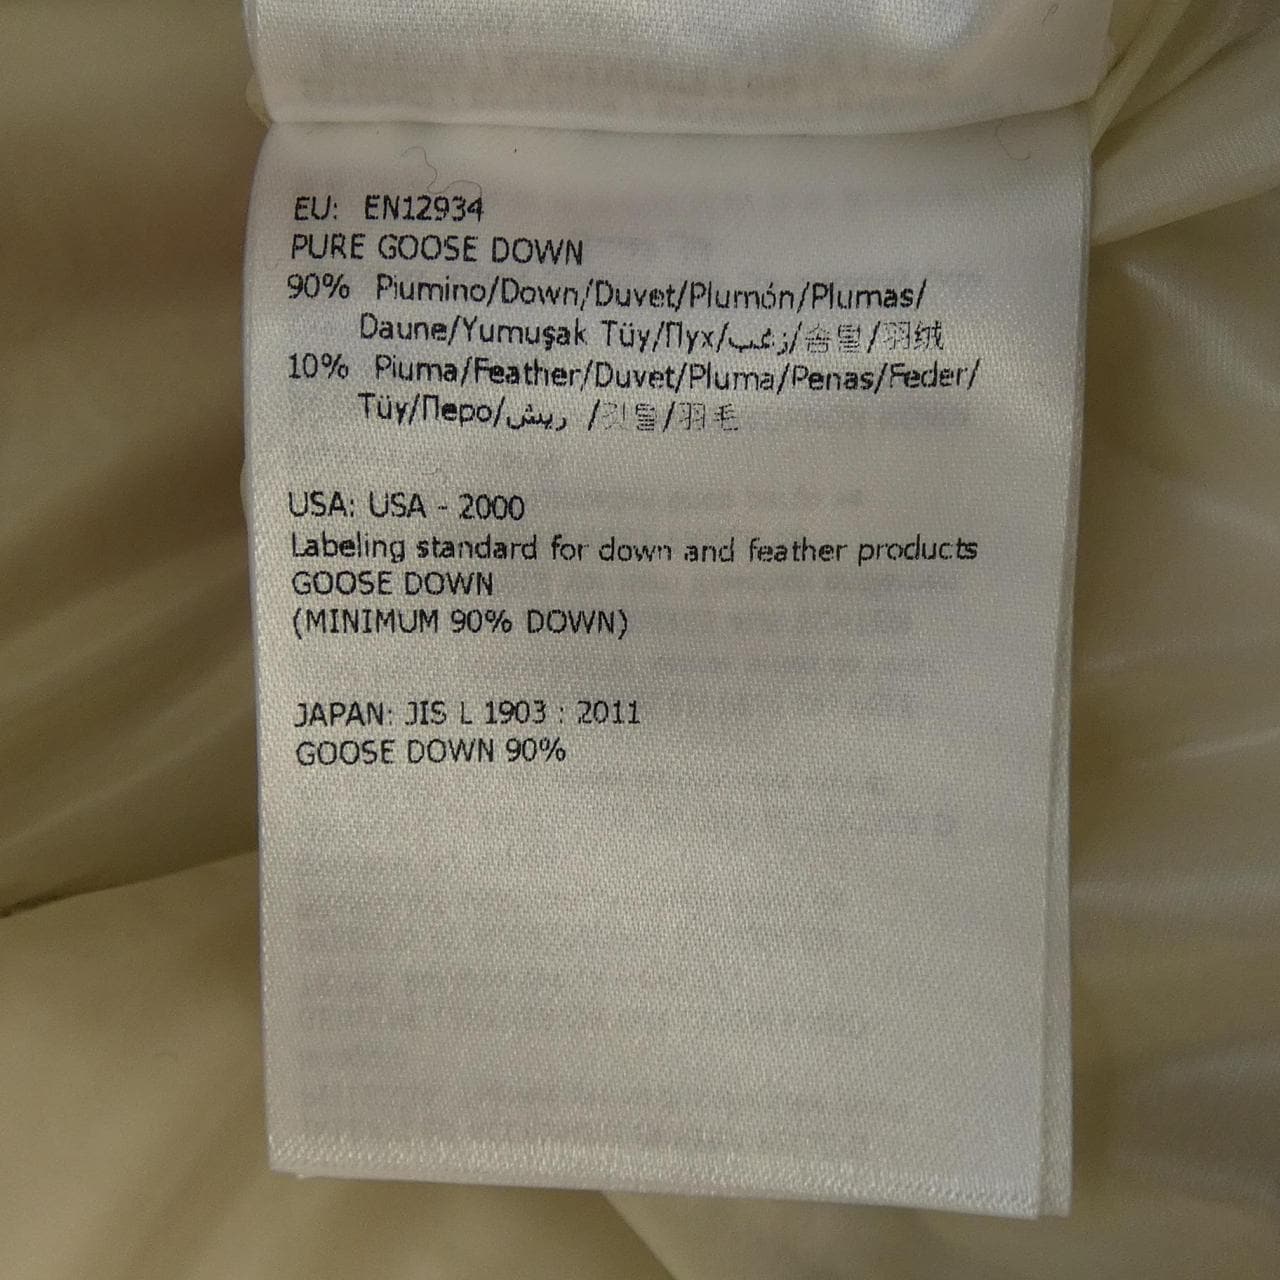 EU: EN12934
PURE GOOSE DOWN
90% Piumino/Down/Duvet/Plumón/Plumas/
Daune/Yumuşak Tüy/Пух/زغب/솜털/羽绒
10% Piuma/Feather/Duvet/Pluma/Penas/Feder/
Tüy/Перо/ريش /깃털/羽毛
USA: USA - 2000
Labeling standard for down and feather products
GOOSE DOWN
(MINIMUM 90% DOWN)
JAPAN: JIS L 1903 : 2011
GOOSE DOWN 90%